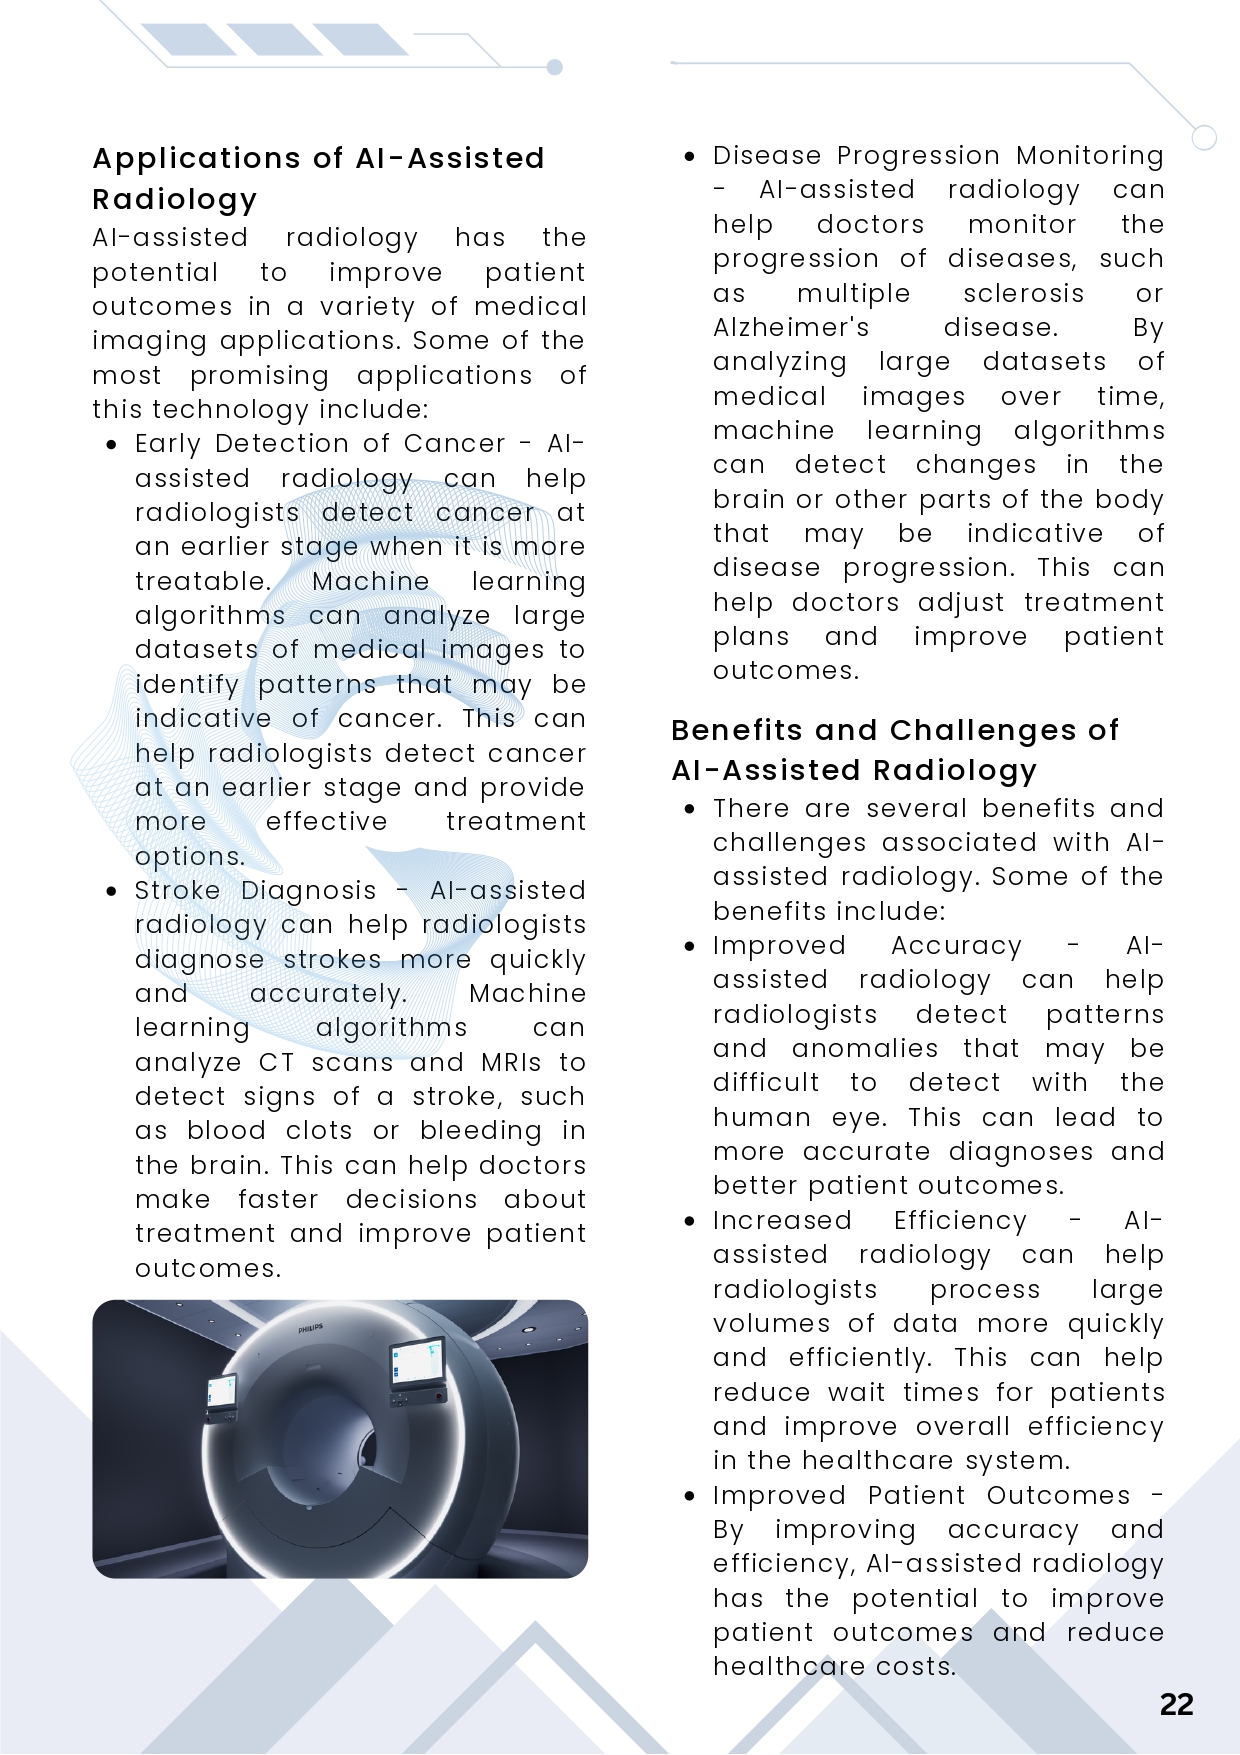 Applications of AI-Assisted
Radiology
AI-assisted radiology has the
potential to improve patient
outcomes in a variety of medical
imaging applications. Some of the
most promising applications of
this technology include:
• Early Detection of Cancer - AI-
assisted radiology can help
radiologists detect cancer at
an earlier stage when it is more
treatable. Machine learning
algorithms can analyze large
datasets of medical images to
identify patterns that may be
indicative of cancer. This can
help radiologists detect cancer
at an earlier stage and provide
more effective treatment
options.
• Stroke Diagnosis - AI-assisted
radiology can help radiologists
diagnose strokes more quickly
and accurately. Machine
learning algorithms can
analyze CT scans and MRIs to
detect signs of a stroke, such
as blood clots or bleeding in
the brain. This can help doctors
make faster decisions about
treatment and improve patient
outcomes.
PHILIPS
• Disease Progression Monitoring
- AI-assisted radiology can
help doctors monitor the
progression of diseases, such
as multiple sclerosis or
Alzheimer's disease. By
analyzing large datasets of
medical images over time,
machine learning algorithms
can detect changes in the
brain or other parts of the body
that may be indicative of
disease progression. This can
help doctors adjust treatment
plans and improve patient
outcomes.
Benefits and Challenges of
AI-Assisted Radiology
• There are several benefits and
challenges associated with AI-
assisted radiology. Some of the
benefits include:
• Improved Accuracy - AI-
assisted radiology can help
radiologists detect patterns
and anomalies that may be
difficult to detect with the
human eye. This can lead to
more accurate diagnoses and
better patient outcomes.
• Increased Efficiency - AI-
assisted radiology can help
radiologists process large
volumes of data more quickly
and efficiently. This can help
reduce wait times for patients
and improve overall efficiency
in the healthcare system.
• Improved Patient Outcomes -
By improving accuracy and
efficiency, AI-assisted radiology
has the potential to improve
patient outcomes and reduce
healthcare costs.
22